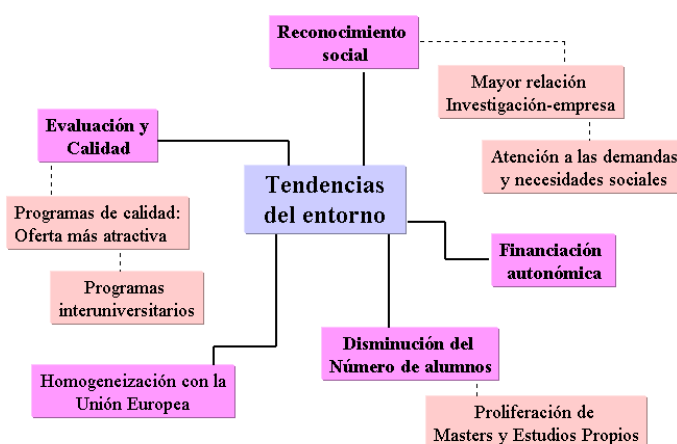 Reconocimiento
social
Mayor relación
Investigación-empresa
Atención a las demandas
y necesidades sociales
Evaluación y
Calidad
Programas de calidad:
Oferta más atractiva
Programas
interuniversitarios
Tendencias
del entorno
Financiación
autonómica
Disminución del
Número de alumnos
Proliferación de
Masters y Estudios Propios
Homogeneización con la
Unión Europea